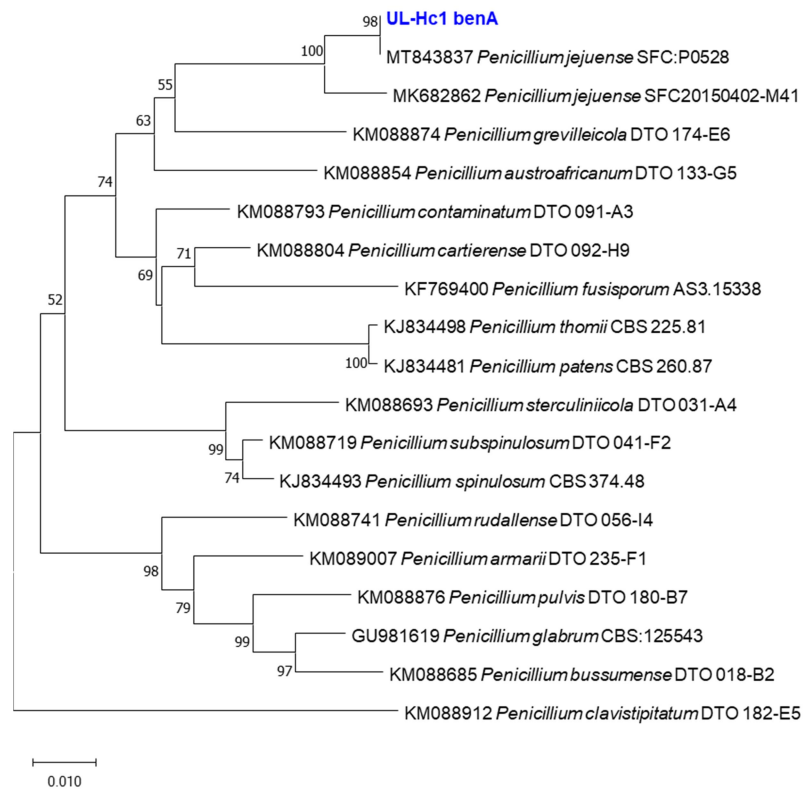 98 UL-Hc1 benA
100 MT843837 Penicillium jejuense SFC:P0528
55 MK682862 Penicillium jejuense SFC20150402-M41
63 KM088874 Penicillium grevilleicola DTO 174-E6
KM088854 Penicillium austroafricanum DTO 133-G5
74
KM088793 Penicillium contaminatum DTO 091-A3
71 KM088804 Penicillium cartierense DTO 092-H9
69
KF769400 Penicillium fusisporum AS3.15338
52
KJ834498 Penicillium thomii CBS 225.81
100 KJ834481 Penicillium patens CBS 260.87
KM088693 Penicillium sterculiniicola DTO 031-A4
99 KM088719 Penicillium subspinulosum DTO 041-F2
74 KJ834493 Penicillium spinulosum CBS 374.48
KM088741 Penicillium rudallense DTO 056-I4
98 KM089007 Penicillium armarii DTO 235-F1
79 KM088876 Penicillium pulvis DTO 180-B7
99 GU981619 Penicillium glabrum CBS:125543
97 KM088685 Penicillium bussumense DTO 018-B2
KM088912 Penicillium clavistipitatum DTO 182-E5
0.010